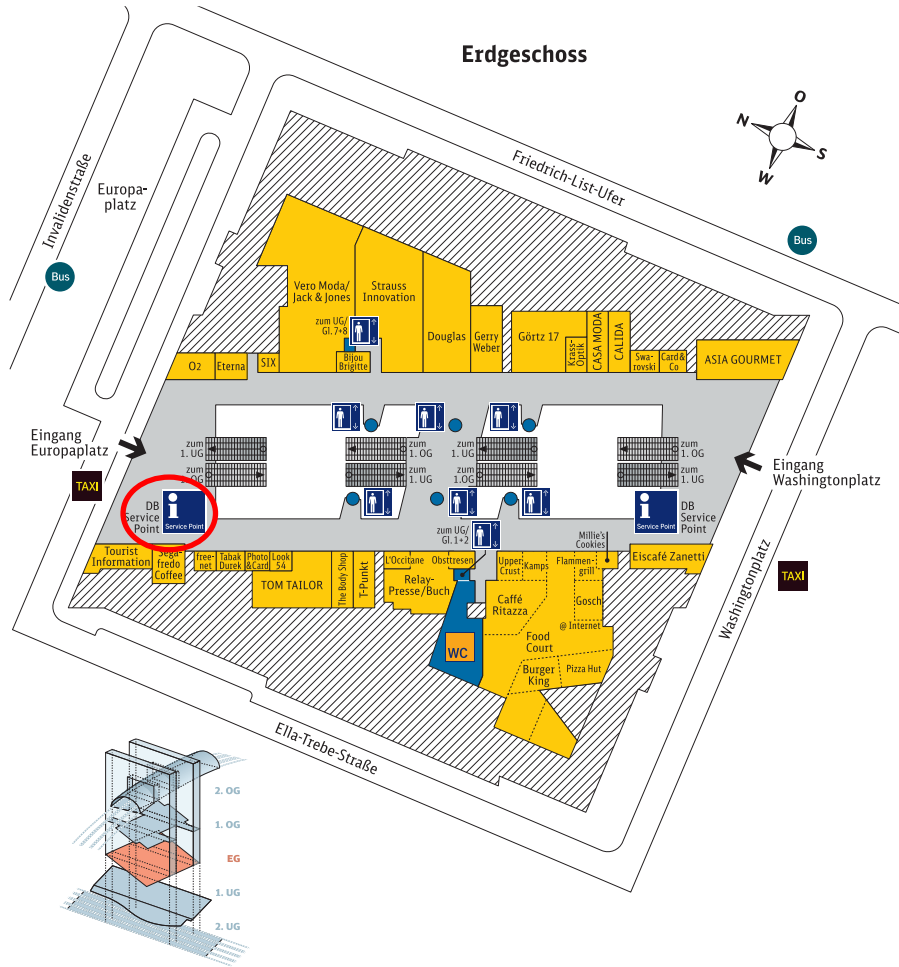 Erdgeschoss
O
N
S
W
Friedrich-List-Ufer
Invalidenstraße
Europa-
platz
Bus
Bus
Vero Moda/
Jack & Jones
Strauss
Innovation
zum UG/
Gl. 7+8
Douglas
Gerry
Weber
Görtz 17
Krass-
Optik
CASA MODA
CALIDA
Swa-
rovski
Card &
Co
ASIA GOURMET
O2
Eterna
SIX
Bijou
Brigitte
Eingang
Europaplatz
zum
1. UG
zum
1. OG
zum
1. OG
zum
1. UG
zum
1. UG
zum
1.OG
zum
1. OG
zum
1. UG
Eingang
Washingtonplatz
TAXI
DB
Service
Point
i
Service Point
i
Service Point
DB
Service
Point
zum UG/
Gl. 1+2
Millie's
Cookies
Tourist
Information
Sega
fredo
Coffee
free-
net
Tabak
Durek
Photo
&Card
Look
54
TOM TAILOR
The Body Shop
T-Punkt
L'Occitane
Obsttresen
Relay-
Presse/Buch
Upper
Crust
Kamps
Flammen-
grill
Eiscafé Zanetti
Caffé
Ritazza
Gosch
@ Internet
Food
Court
WC
Burger
King
Pizza Hut
Washingtonplatz
TAXI
Ella-Trebe-Straße
2. OG
1. OG
EG
1. UG
2. UG